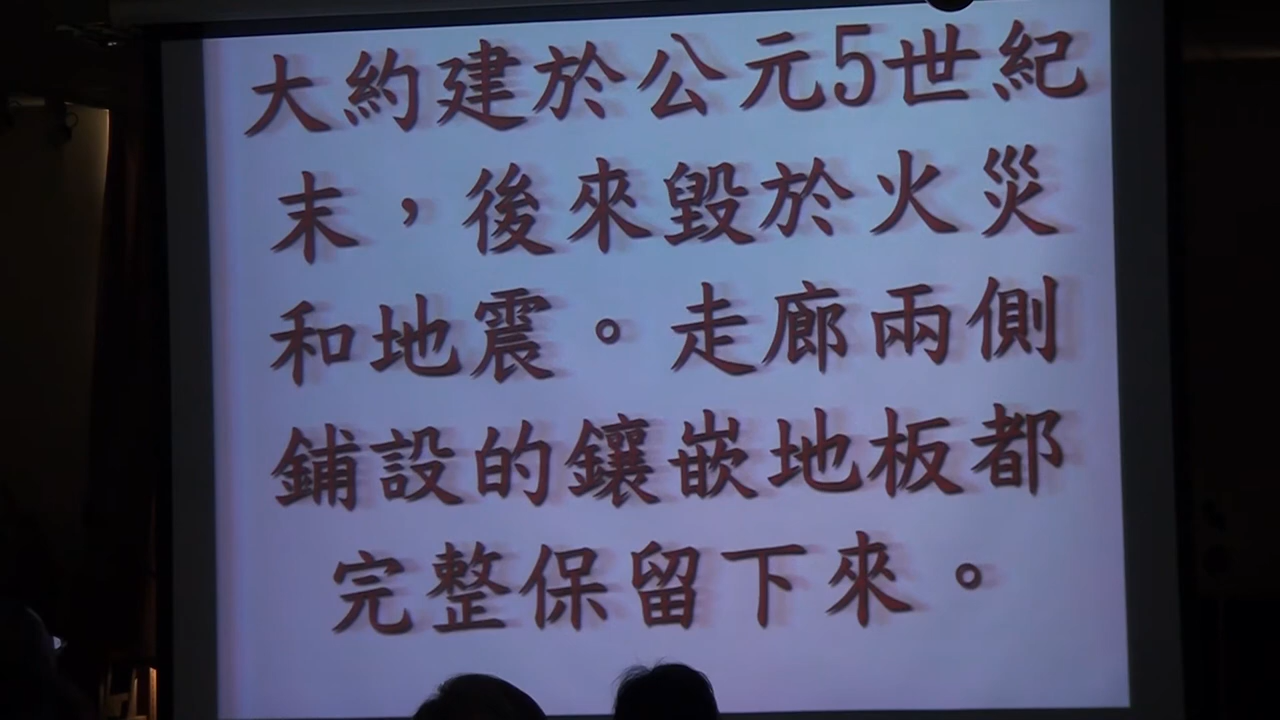 大約建於公元5世紀
末，後來毀於火災
和地震。走廊兩側
鋪設的鑲嵌地板都
完整保留下來。